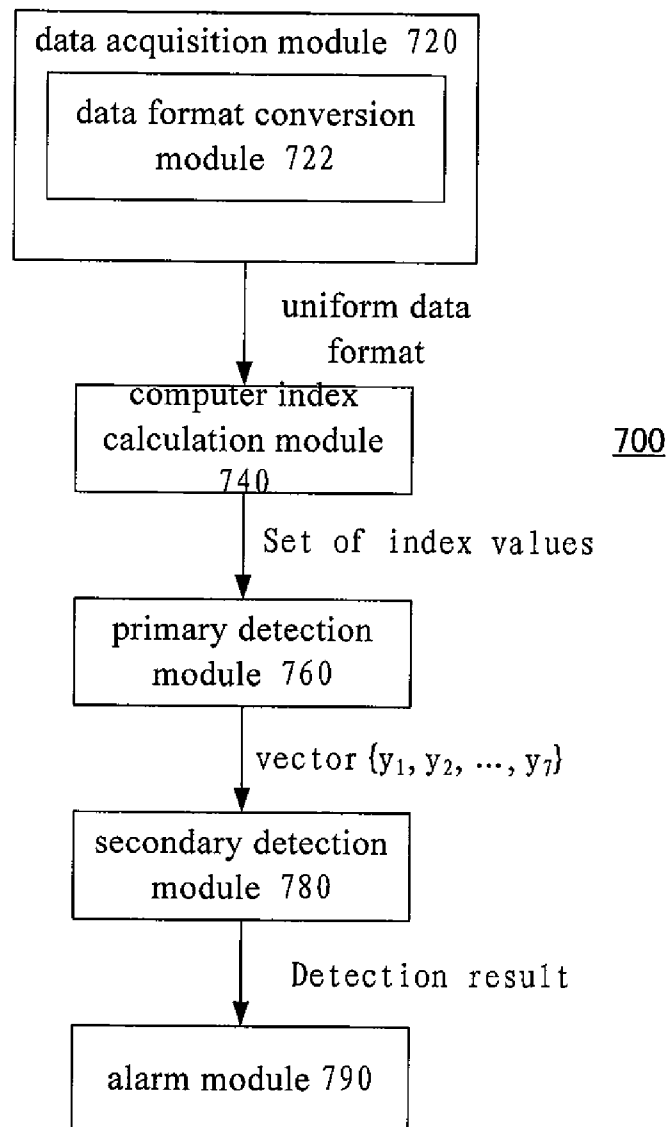 data acquisition module 720
data format conversion
module 722
uniform data
format
computer index
calculation module
740
700
Set of index values
primary detection
module 760
vector {y₁, y₂, ..., y₇}
secondary detection
module 780
Detection result
alarm module 790